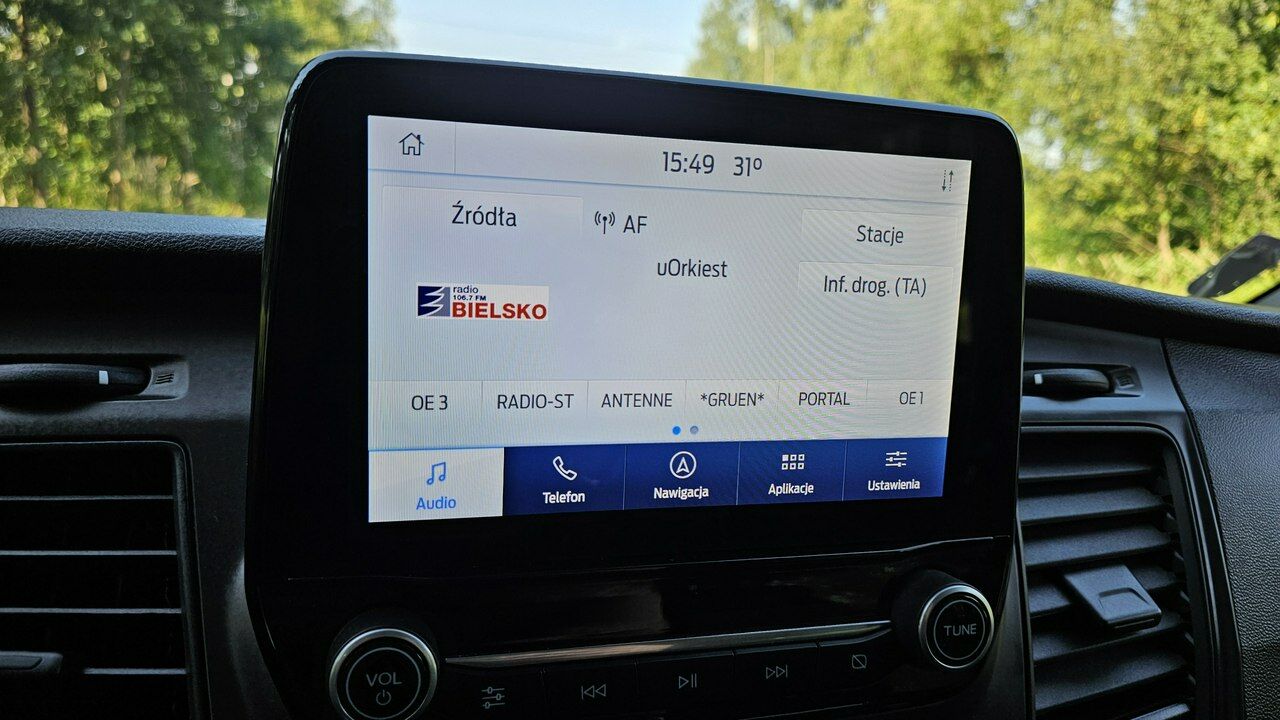 15:49 31º
Źródła
AF
Stacje
uOrkiest
Inf. drog. (TA)
radio
106.7 FM
BIELSKO
OE 3 RADIO-ST ANTENNE *GRUEN* PORTAL OE 1
Audio Telefon Nawigacja Aplikacje Ustawienia
VOL
TUNE